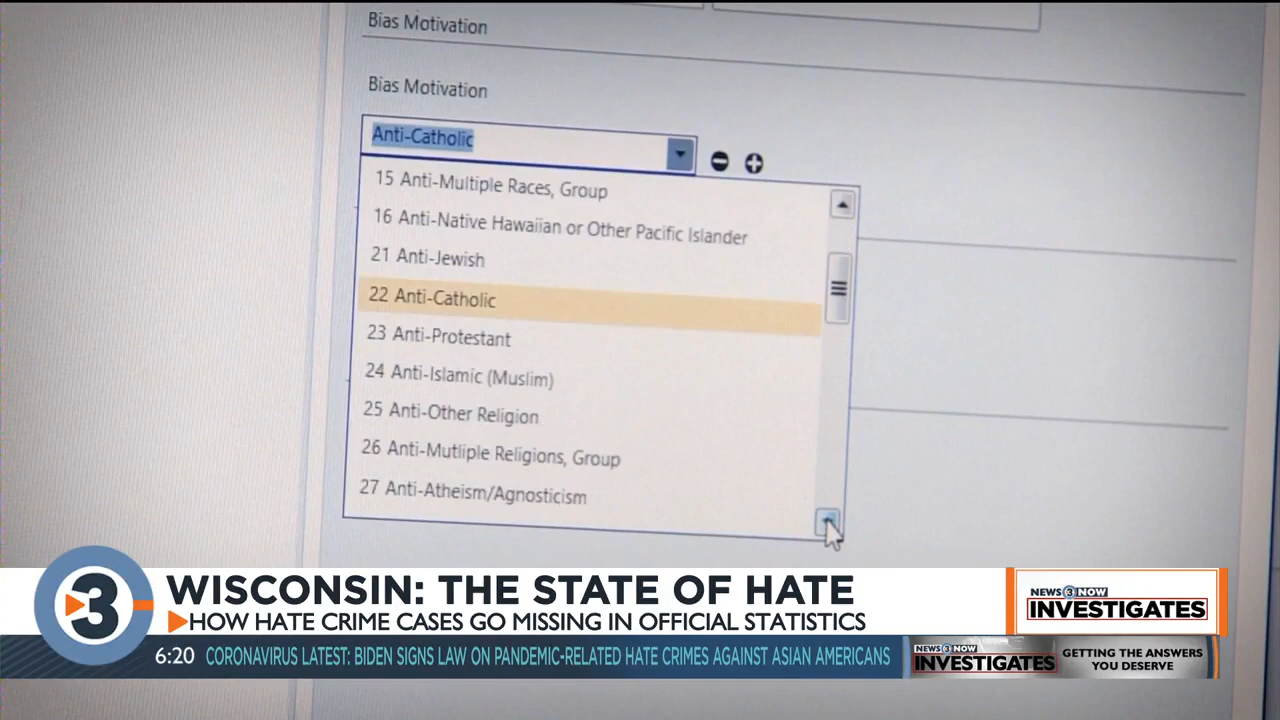 Bias Motivation
Bias Motivation
Anti-Catholic
15 Anti-Multiple Races, Group
16 Anti-Native Hawaiian or Other Pacific Islander
21 Anti-Jewish
22 Anti-Catholic
23 Anti-Protestant
24 Anti-Islamic (Muslim)
25 Anti-Other Religion
26 Anti-Mutliple Religions, Group
27 Anti-Atheism/Agnosticism
3
WISCONSIN: THE STATE OF HATE
HOW HATE CRIME CASES GO MISSING IN OFFICIAL STATISTICS
NEWS 3 NOW
INVESTIGATES
6:20 CORONAVIRUS LATEST: BIDEN SIGNS LAW ON PANDEMIC-RELATED HATE CRIMES AGAINST ASIAN AMERICANS
NEWS 3 NOW
INVESTIGATES
GETTING THE ANSWERS
YOU DESERVE